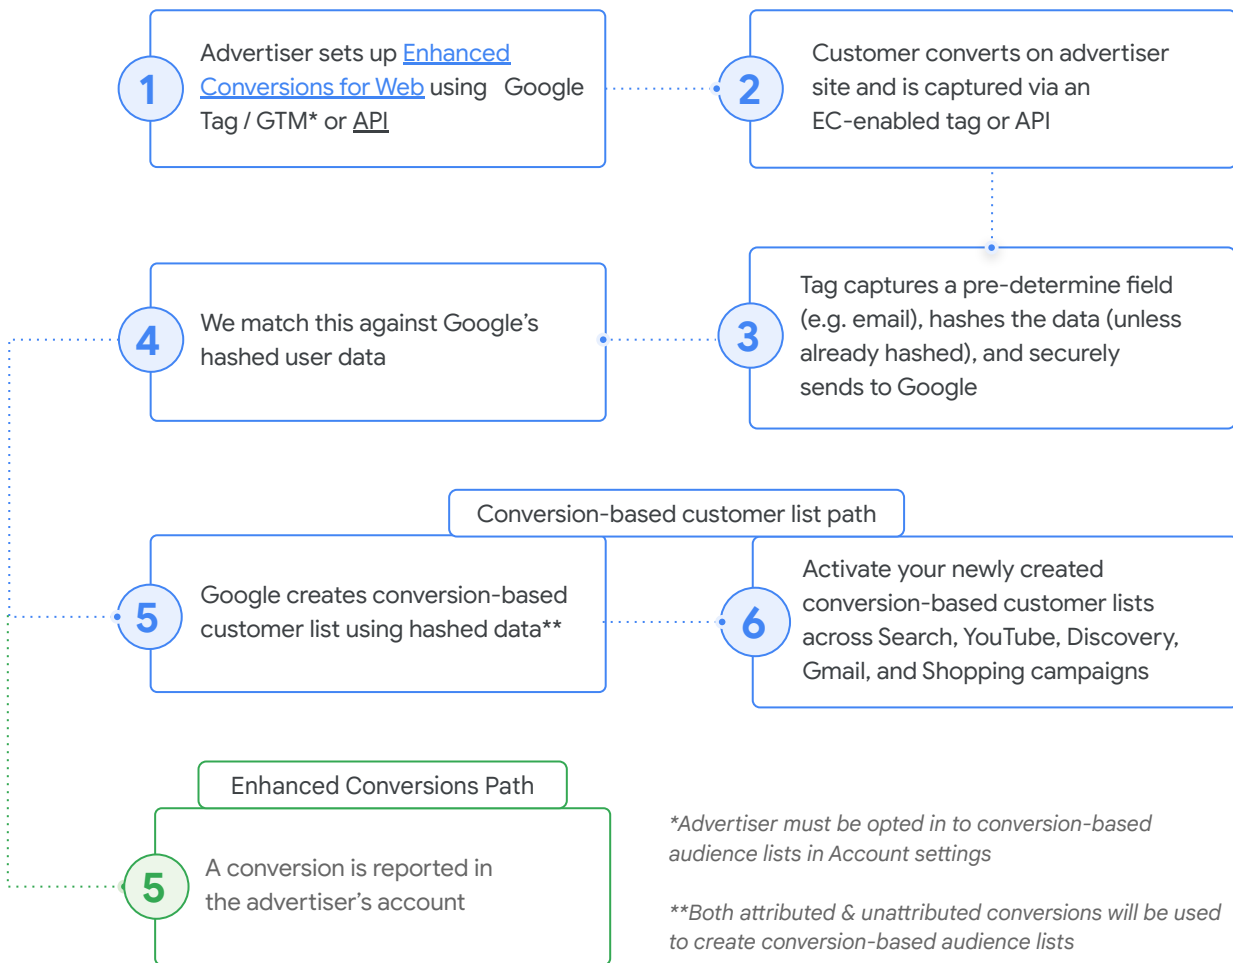 1
Advertiser sets up Enhanced
Conversions for Web using Google
Tag / GTM* or API
2
Customer converts on advertiser
site and is captured via an
EC-enabled tag or API
3
Tag captures a pre-determine field
(e.g. email), hashes the data (unless
already hashed), and securely
sends to Google
4
We match this against Google's
hashed user data
Conversion-based customer list path
5
Google creates conversion-based
customer list using hashed data**
6
Activate your newly created
conversion-based customer lists
across Search, YouTube, Discovery,
Gmail, and Shopping campaigns
Enhanced Conversions Path
5
A conversion is reported in
the advertiser's account
*Advertiser must be opted in to conversion-based
audience lists in Account settings
**Both attributed & unattributed conversions will be used
to create conversion-based audience lists